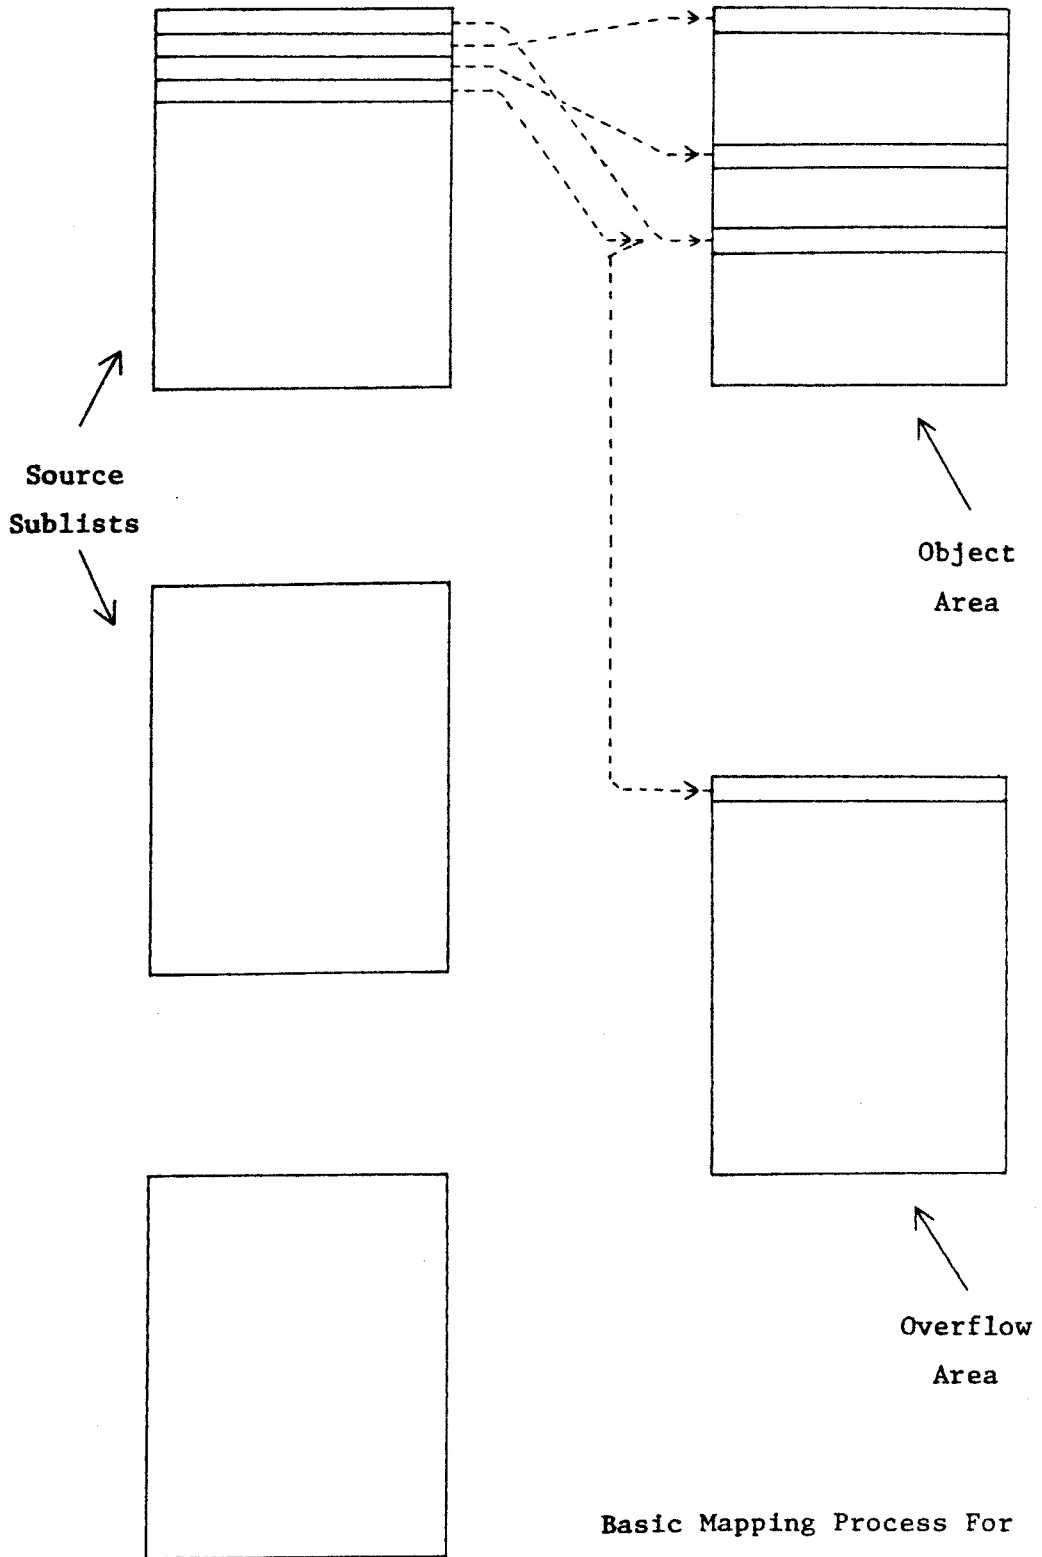 Source
Sublists
Object
Area
Overflow
Area
Basic Mapping Process For